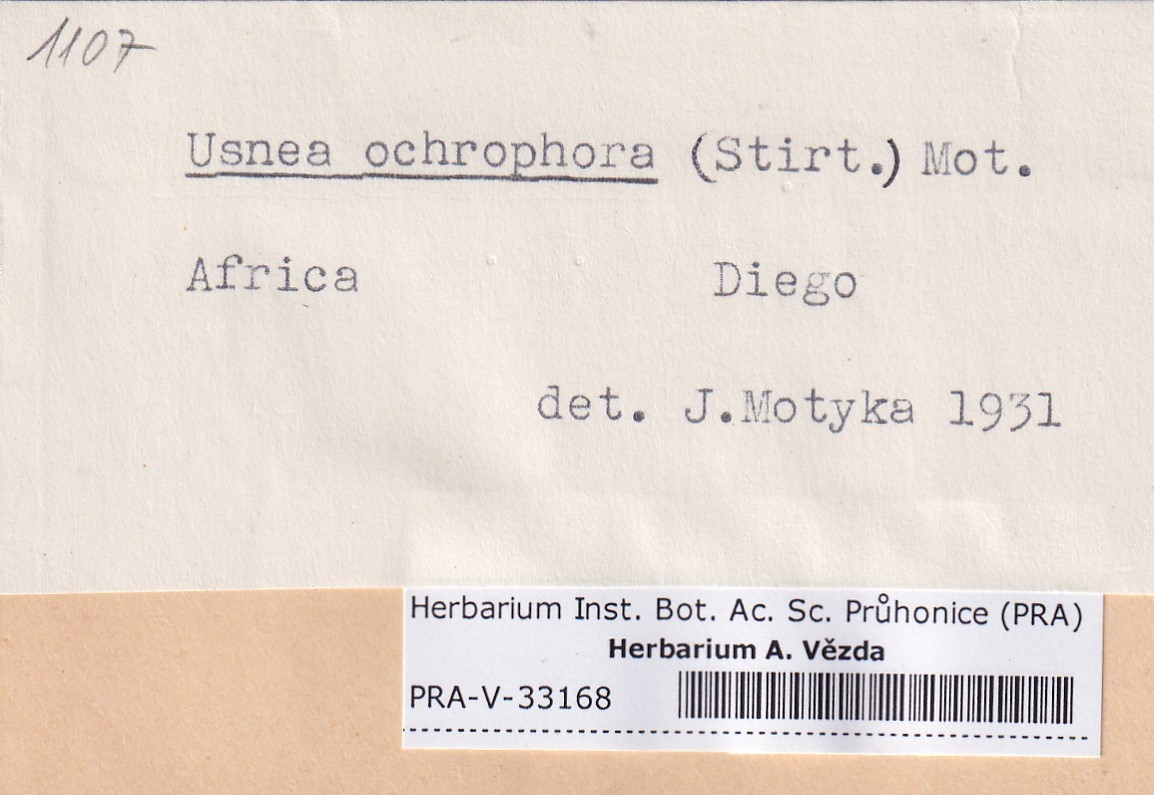 1107
Usnea ochrophora (Stirt.) Mot.
Africa Diego
det. J.Motyka 1931
Herbarium Inst. Bot. Ac. Sc. Průhonice (PRA)
Herbarium A. Vězda
PRA-V-33168